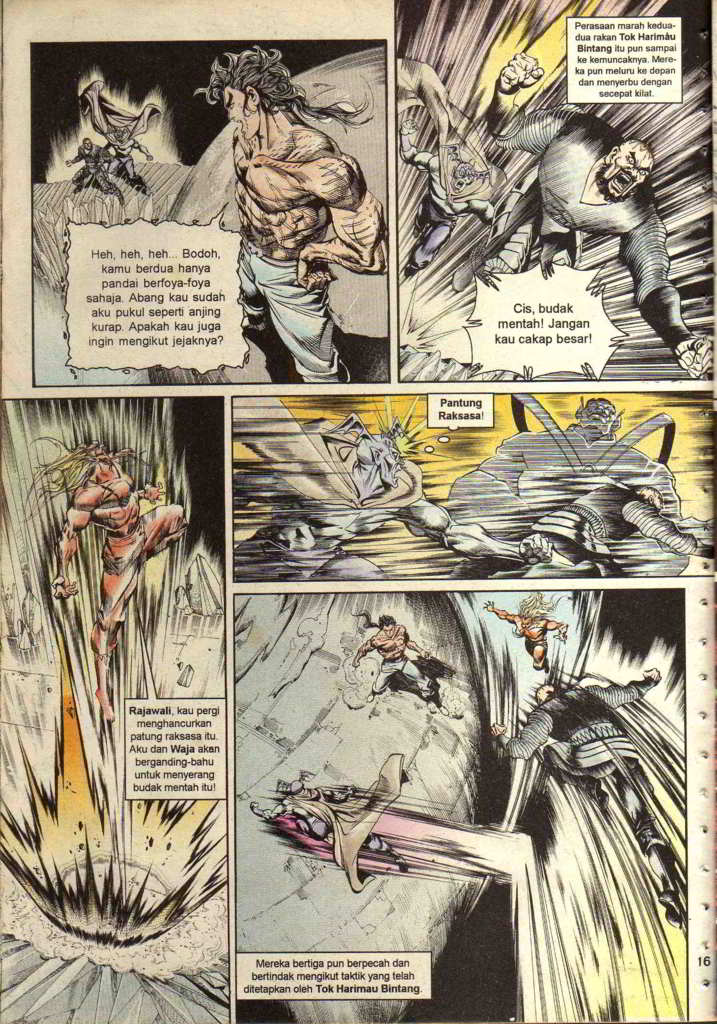 Heh, heh, heh... Bodoh,
kamu berdua hanya
pandai berfoya-foya
sahaja. Abang kau sudah
aku pukul seperti anjing
kurap. Apakah kau juga
ingin mengikut jejaknya?
Perasaan marah kedua-
dua rakan Tok Harimau
Bintang itu pun sampai
ke kemuncaknya. Mere-
ka pun meluru ke depan
dan menyerbu dengan
secepat kilat.
Cis, budak
mentah! Jangan
kau cakap besar!
Rajawali, kau pergi
menghancurkan
patung raksasa itu.
Aku dan Waja akan
berganding-bahu
untuk menyerang
budak mentah itu!
Pantung
Raksasa!
Mereka bertiga pun berpecah dan
bertindak mengikut taktik yang telah
ditetapkan oleh Tok Harimau Bintang.
16